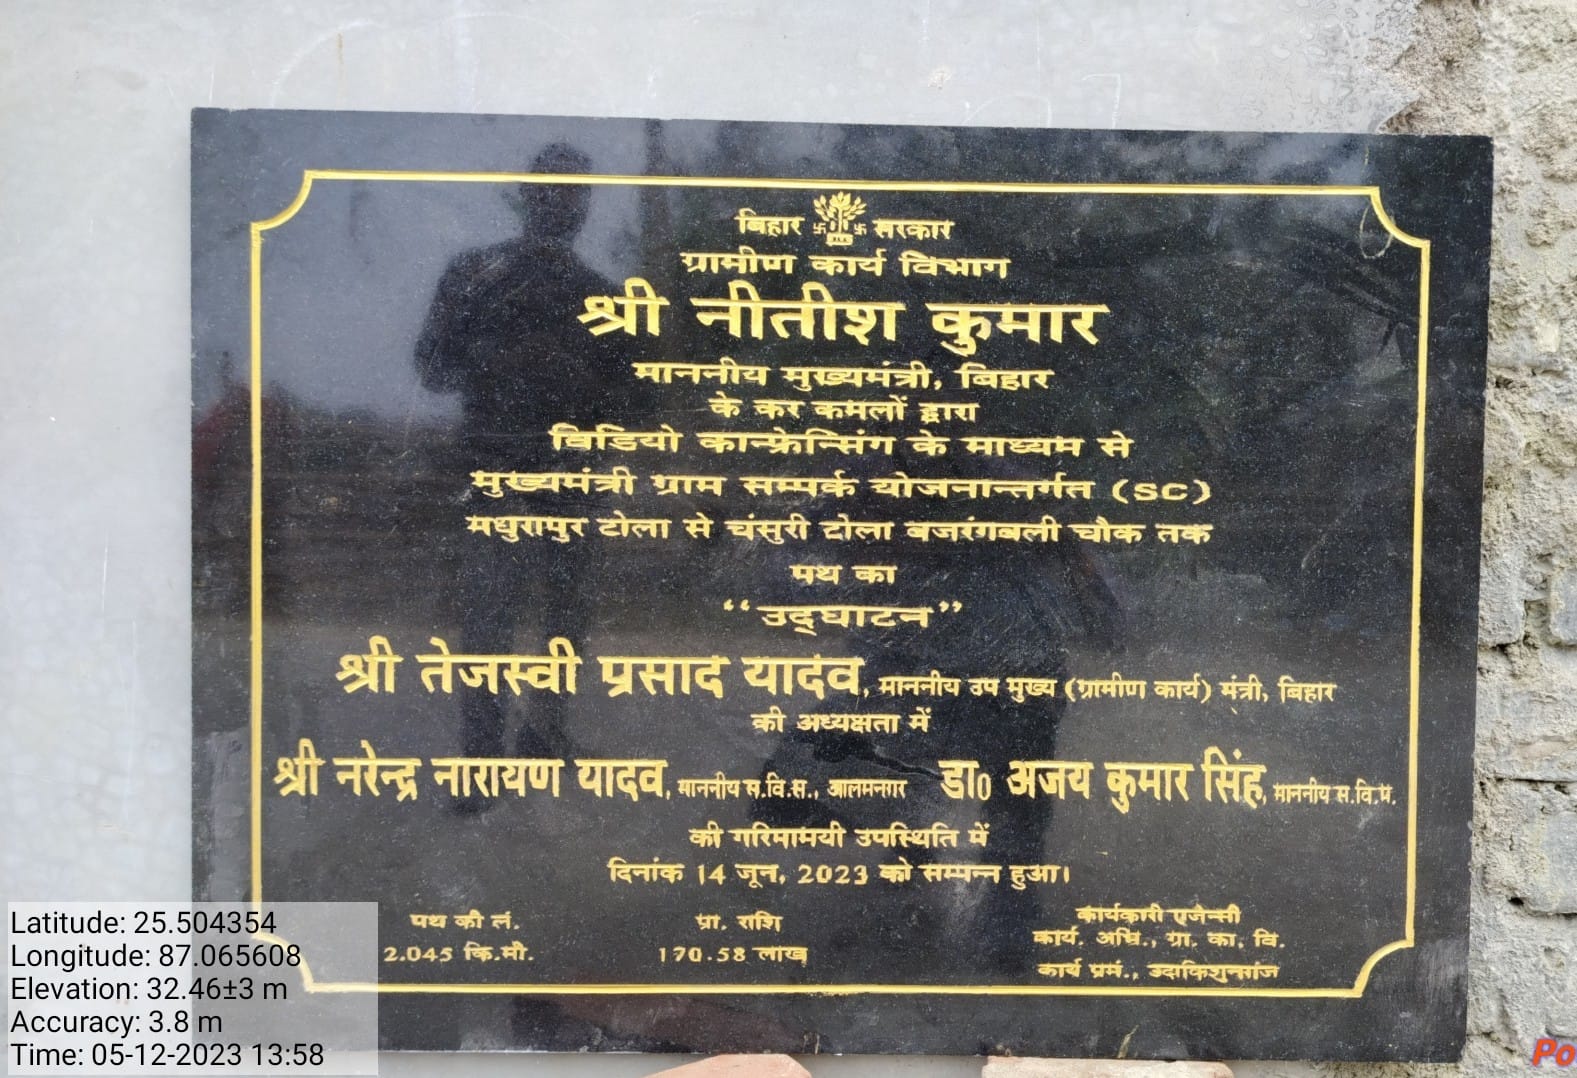 बिहार सरकार
ग्रामीण कार्य विभाग
श्री नीतीश कुमार
माननीय मुख्यमंत्री, बिहार
के कर कमलों द्वारा
विडियो कान्फ्रेन्सिंग के माध्यम से
मुख्यमंत्री ग्राम सम्पर्क योजनान्तर्गत (SC)
मधुरापुर टोला से चंसुरी टोला बजरंगबली चौक तक
पथ का
“उद्घाटन”
श्री तेजस्वी प्रसाद यादव, माननीय उप मुख्य (ग्रामीण कार्य) मंत्री, बिहार
की अध्यक्षता में
श्री नरेन्द्र नारायण यादव, माननीय स.वि.स., आलमनगर डा0 अजय कुमार सिंह, माननीय स.वि.प.
की गरिमामयी उपस्थिति में
दिनांक 14 जून, 2023 को सम्पन्न हुआ।
पथ की लं. प्रा. राशि कार्यकारी एजेन्सी
2.045 कि.मी. 170.58 लाख कार्य. अभि., ग्रा. का. वि.
कार्य प्रमं., उदाकिशुनगंज
Latitude: 25.504354
Longitude: 87.065608
Elevation: 32.46±3 m
Accuracy: 3.8 m
Time: 05-12-2023 13:58